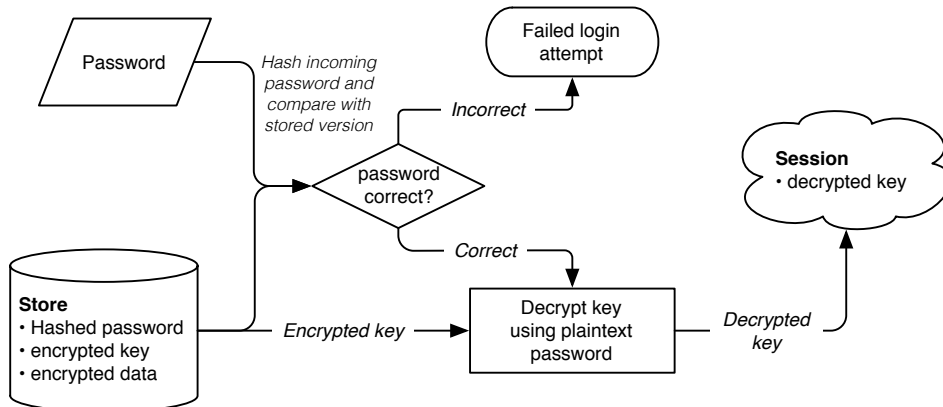 Password
Hash incoming
password and
compare with
stored version
Failed login
attempt
Incorrect
password
correct?
Session
• decrypted key
Correct
Store
• Hashed password
• encrypted key
• encrypted data
Encrypted key
Decrypt key
using plaintext
password
Decrypted
key